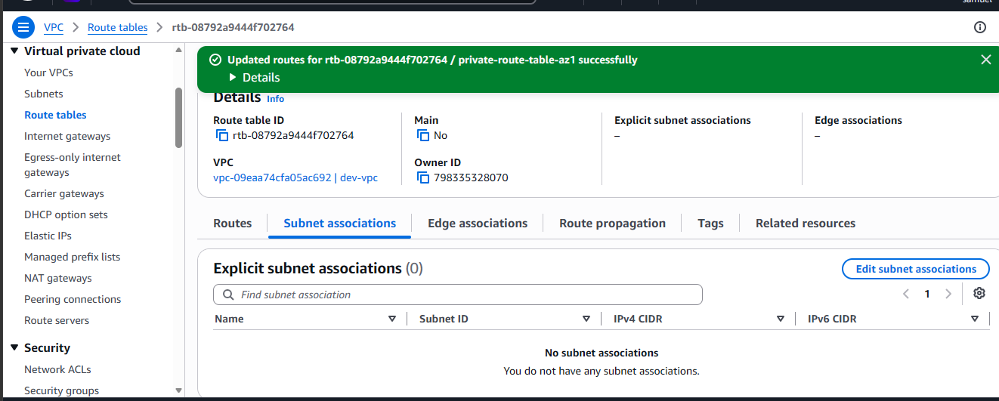 samuel
VPC > Route tables > rtb-08792a9444f702764
Virtual private cloud
Your VPCs
Subnets
Route tables
Internet gateways
Egress-only internet
gateways
Carrier gateways
DHCP option sets
Elastic IPs
Managed prefix lists
NAT gateways
Peering connections
Route servers
Security
Network ACLs
Security groups
Updated routes for rtb-08792a9444f702764 / private-route-table-az1 successfully
Details
Details Info
Route table ID
rtb-08792a9444f702764
Main
No
Explicit subnet associations
–
Edge associations
–
VPC
vpc-09eaa74cfa05ac692 | dev-vpc
Owner ID
798335328070
Routes
Subnet associations
Edge associations
Route propagation
Tags
Related resources
Explicit subnet associations (0)
Edit subnet associations
Find subnet association
1
Name
Subnet ID
IPv4 CIDR
IPv6 CIDR
No subnet associations
You do not have any subnet associations.